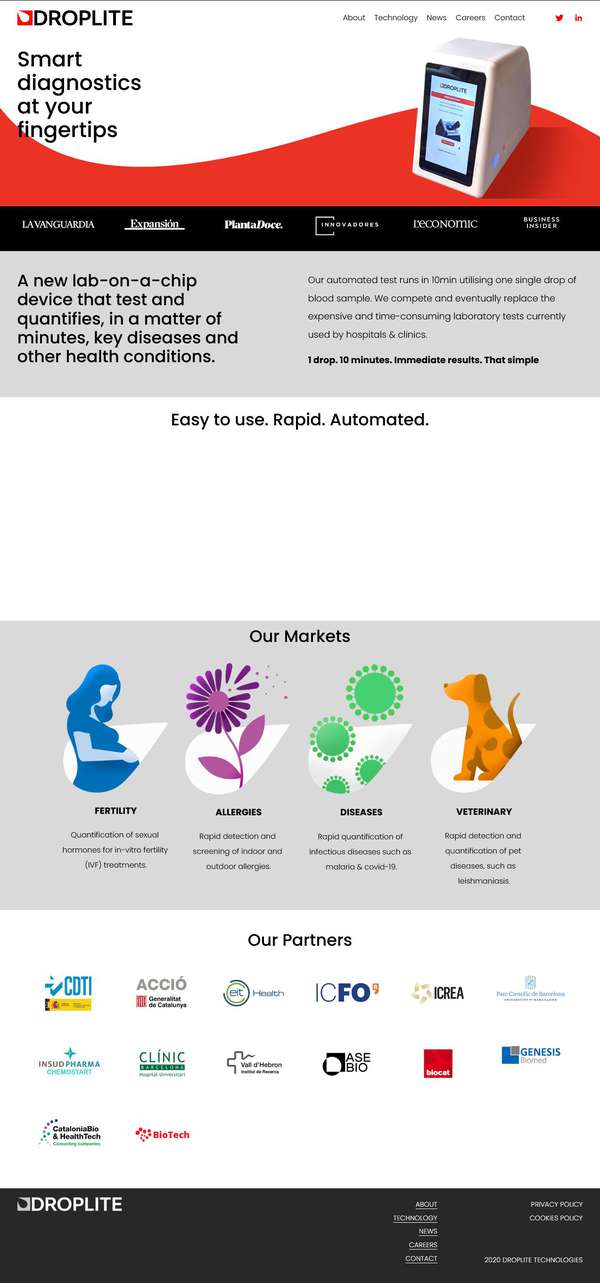 DROPLITE
About Technology News Careers Contact
Smart
diagnostics
at your
fingertips
DROPLITE
LA VANGUARDIA Expansión PlantaDoce. INNOVADORES L'ECONOMIC BUSINESS INSIDER
A new lab-on-a-chip
device that test and
quantifies, in a matter of
minutes, key diseases and
other health conditions.
Our automated test runs in 10min utilising one single drop of
blood sample. We compete and eventually replace the
expensive and time-consuming laboratory tests currently
used by hospitals & clinics.
1 drop. 10 minutes. Immediate results. That simple
Easy to use. Rapid. Automated.
Our Markets
FERTILITY
Quantification of sexual
hormones for in-vitro fertility
(IVF) treatments.
ALLERGIES
Rapid detection and
screening of indoor and
outdoor allergies.
DISEASES
Rapid quantification of
infectious diseases such as
malaria & covid-19.
VETERINARY
Rapid detection and
quantification of pet
diseases, such as
leishmaniasis.
Our Partners
CDTI
ACCIÓ
Generalitat
de Catalunya
eit Health
ICFO
ICREA
Parc Científic de Barcelona
INSUD PHARMA
CHEMOSTART
CLÍNIC
BARCELONA
Hospital Universitari
Vall d'Hebron
Institut de Recerca
ASE
BIO
biocat
GENESIS
Biomed
CataloniaBio
& HealthTech
Connecting companies
BioTech
DROPLITE
ABOUT
TECHNOLOGY
NEWS
CAREERS
CONTACT
PRIVACY POLICY
COOKIES POLICY
2020 DROPLITE TECHNOLOGIES